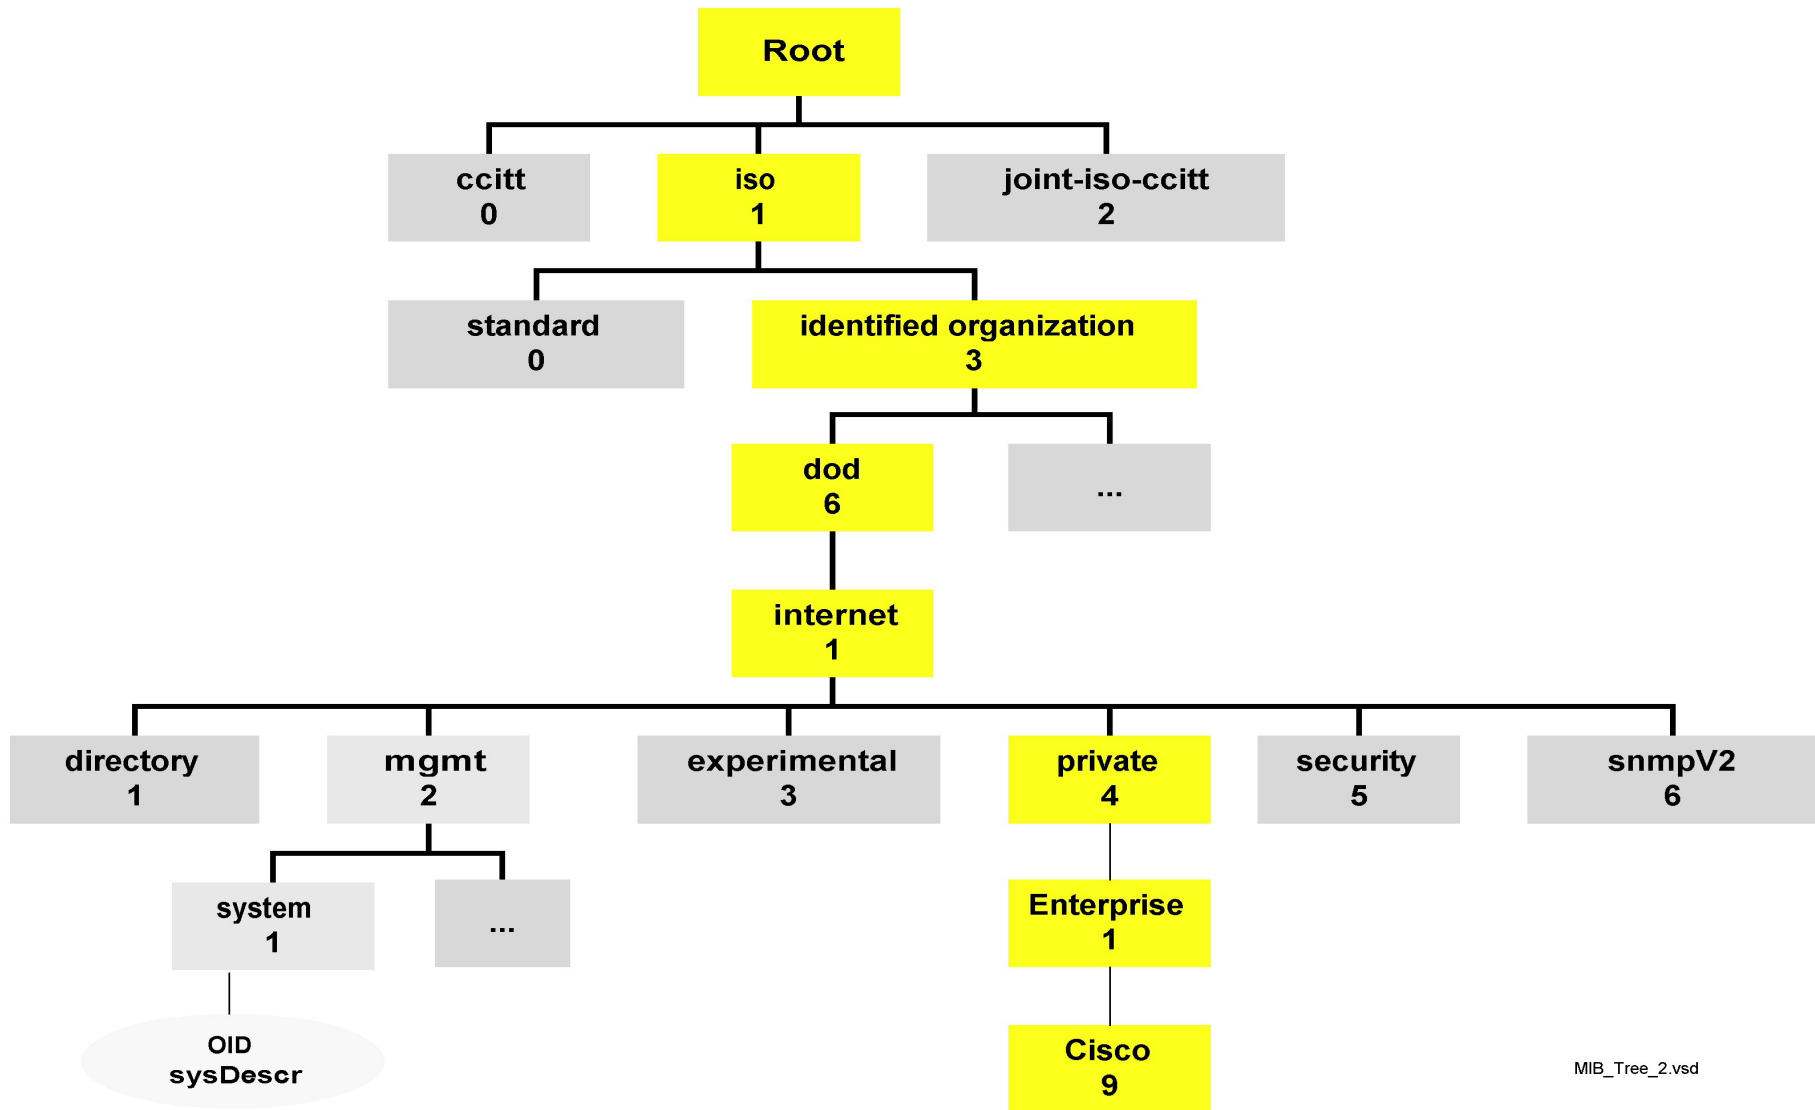 Root
ccitt
0
iso
1
joint-iso-ccitt
2
standard
0
identified organization
3
dod
6
...
internet
1
directory
1
mgmt
2
experimental
3
private
4
security
5
snmpV2
6
system
1
...
Enterprise
1
OID
sysDescr
Cisco
9
MIB_Tree_2.vsd